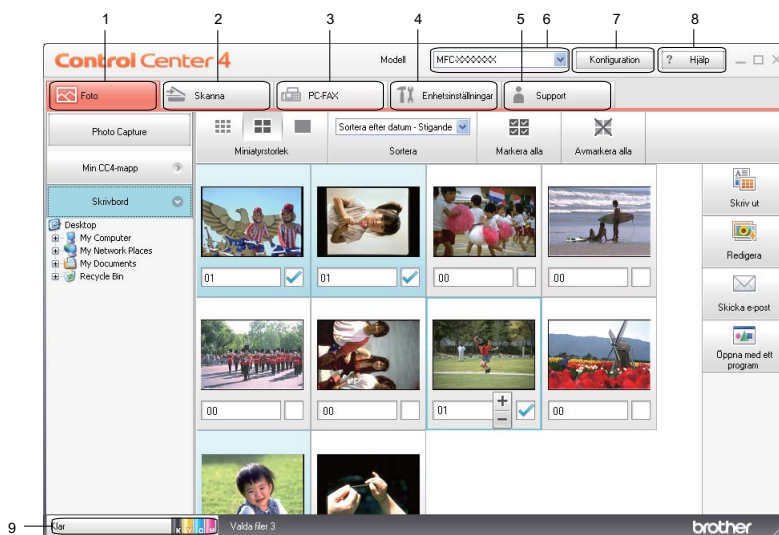 1 2 3 4 5 6 7 8
Control Center 4
Modell
MFC-XXXXXX
Konfiguration
? Hjälp
Foto
Skanna
PC-FAX
Enhetsinställningar
Support
Photo Capture
Min CC4-mapp
Skrivbord
Desktop
My Computer
My Network Places
My Documents
Recycle Bin
Miniatyrstorlek
Sortera efter datum - Stigande
Sortera
Markera alla
Avmarkera alla
01
01
00
00
00
00
01
00
Skriv ut
Redigera
Skicka e-post
Öppna med ett
program
9
Klar
K Y C M
Valda filer 3
brother